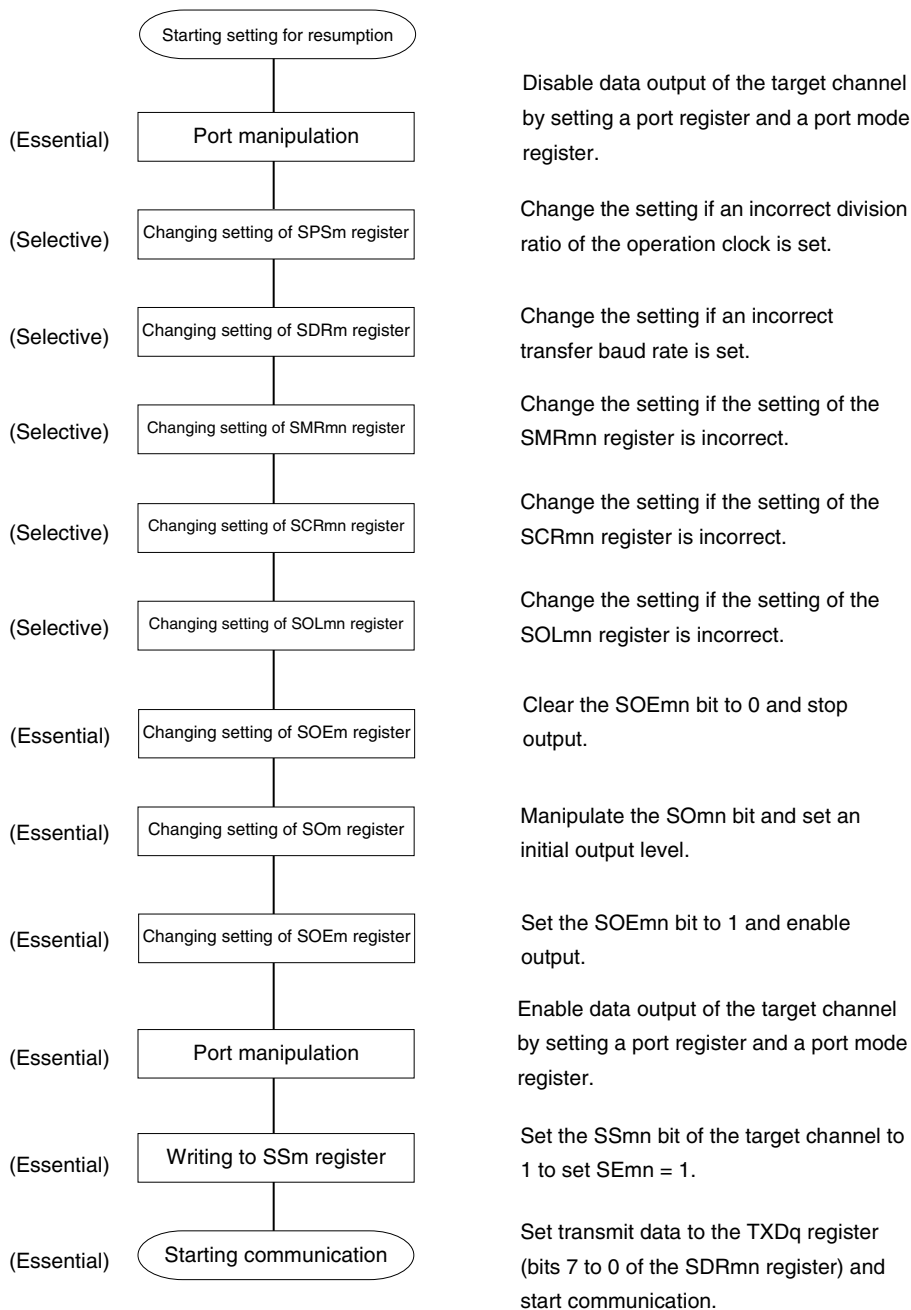 Starting setting for resumption
(Essential)
Port manipulation
Disable data output of the target channel
by setting a port register and a port mode
register.
(Selective)
Changing setting of SPSm register
Change the setting if an incorrect division
ratio of the operation clock is set.
(Selective)
Changing setting of SDRm register
Change the setting if an incorrect
transfer baud rate is set.
(Selective)
Changing setting of SMRmn register
Change the setting if the setting of the
SMRmn register is incorrect.
(Selective)
Changing setting of SCRmn register
Change the setting if the setting of the
SCRmn register is incorrect.
(Selective)
Changing setting of SOLmn register
Change the setting if the setting of the
SOLmn register is incorrect.
(Essential)
Changing setting of SOEm register
Clear the SOEmn bit to 0 and stop
output.
(Essential)
Changing setting of SOm register
Manipulate the SOmn bit and set an
initial output level.
(Essential)
Changing setting of SOEm register
Set the SOEmn bit to 1 and enable
output.
(Essential)
Port manipulation
Enable data output of the target channel
by setting a port register and a port mode
register.
(Essential)
Writing to SSm register
Set the SSmn bit of the target channel to
1 to set SEmn = 1.
(Essential)
Starting communication
Set transmit data to the TXDq register
(bits 7 to 0 of the SDRmn register) and
start communication.